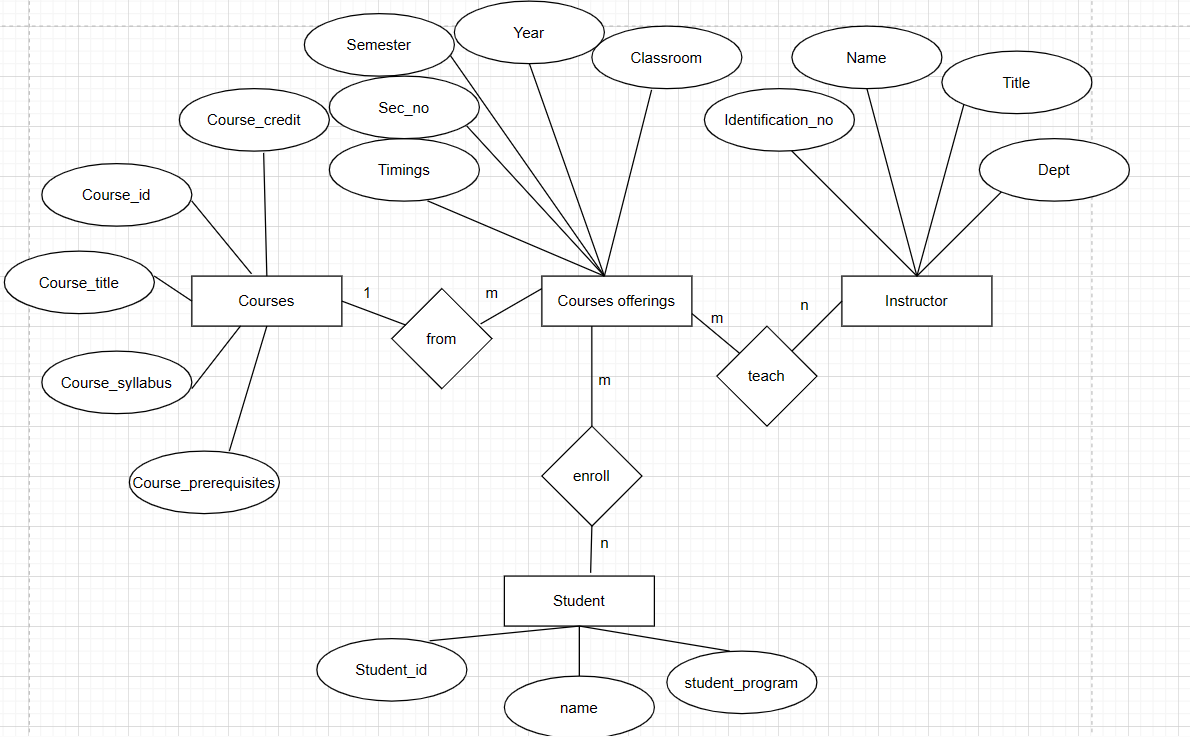 Year
Semester
Classroom
Name
Title
Sec_no
Course_credit
Identification_no
Timings
Dept
Course_id
Course_title
Courses
1
m
Courses offerings
n
Instructor
m
from
teach
Course_syllabus
m
enroll
Course_prerequisites
n
Student
Student_id
student_program
name